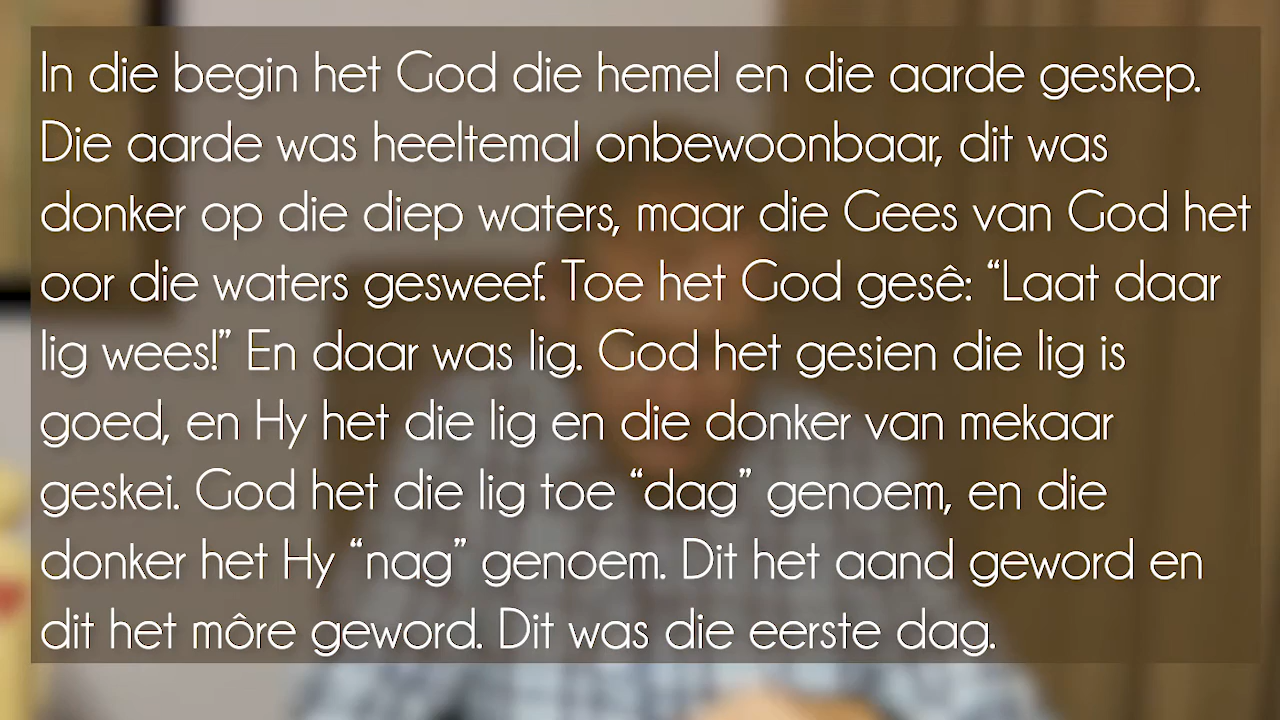 In die begin het God die hemel en die aarde geskep.
Die aarde was heeltemal onbewoonbaar, dit was
donker op die diep waters, maar die Gees van God het
oor die waters gesweef. Toe het God gesê: “Laat daar
lig wees!” En daar was lig. God het gesien die lig is
goed, en Hy het die lig en die donker van mekaar
geskei. God het die lig toe “dag” genoem, en die
donker het Hy “nag” genoem. Dit het aand geword en
dit het môre geword. Dit was die eerste dag.